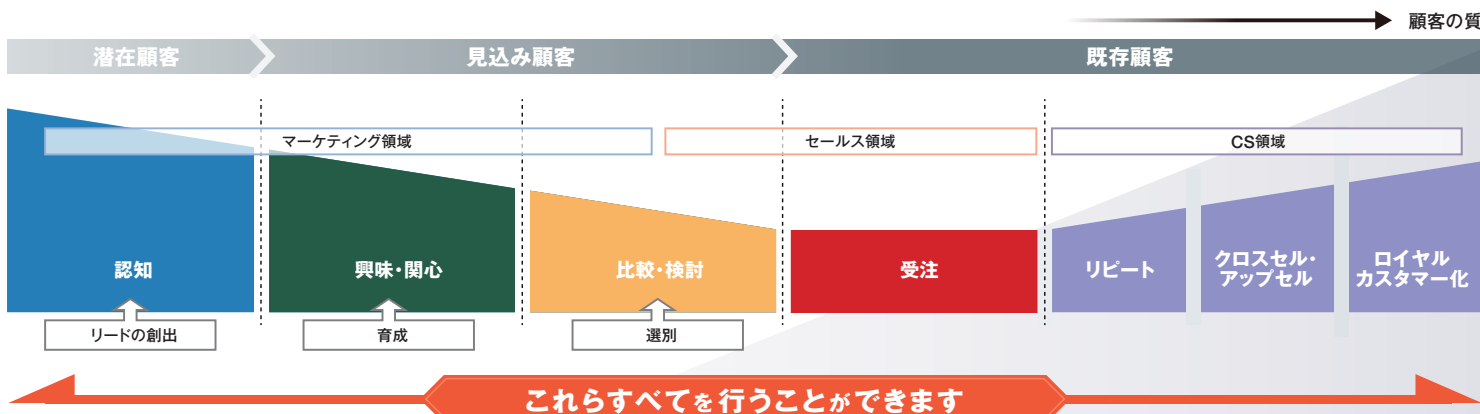 顧客の質
潜在顧客
見込み顧客
既存顧客
マーケティング領域
セールス領域
CS領域
認知
興味・関心
比較・検討
受注
リピート
クロスセル・
アップセル
ロイヤル
カスタマー化
リードの創出
育成
選別
これらすべてを行うことができます